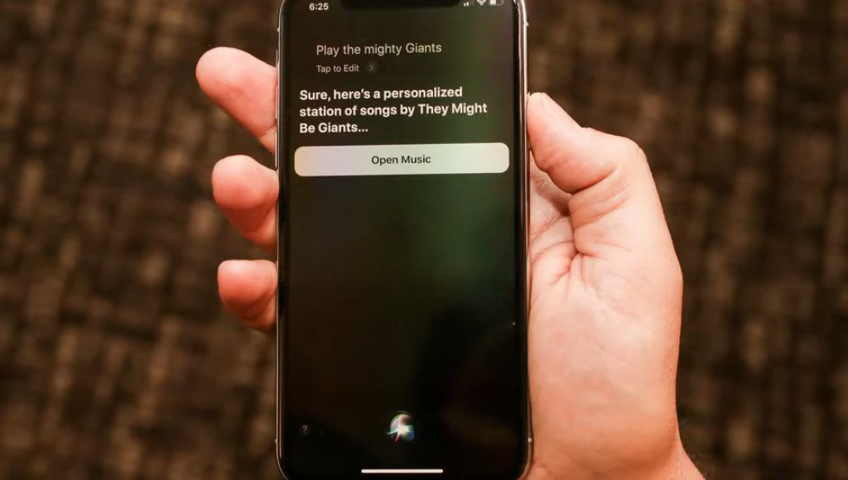 6:25
Play the mighty Giants
Tap to Edit
Sure, here's a personalized
station of songs by They Might
Be Giants...
Open Music
?